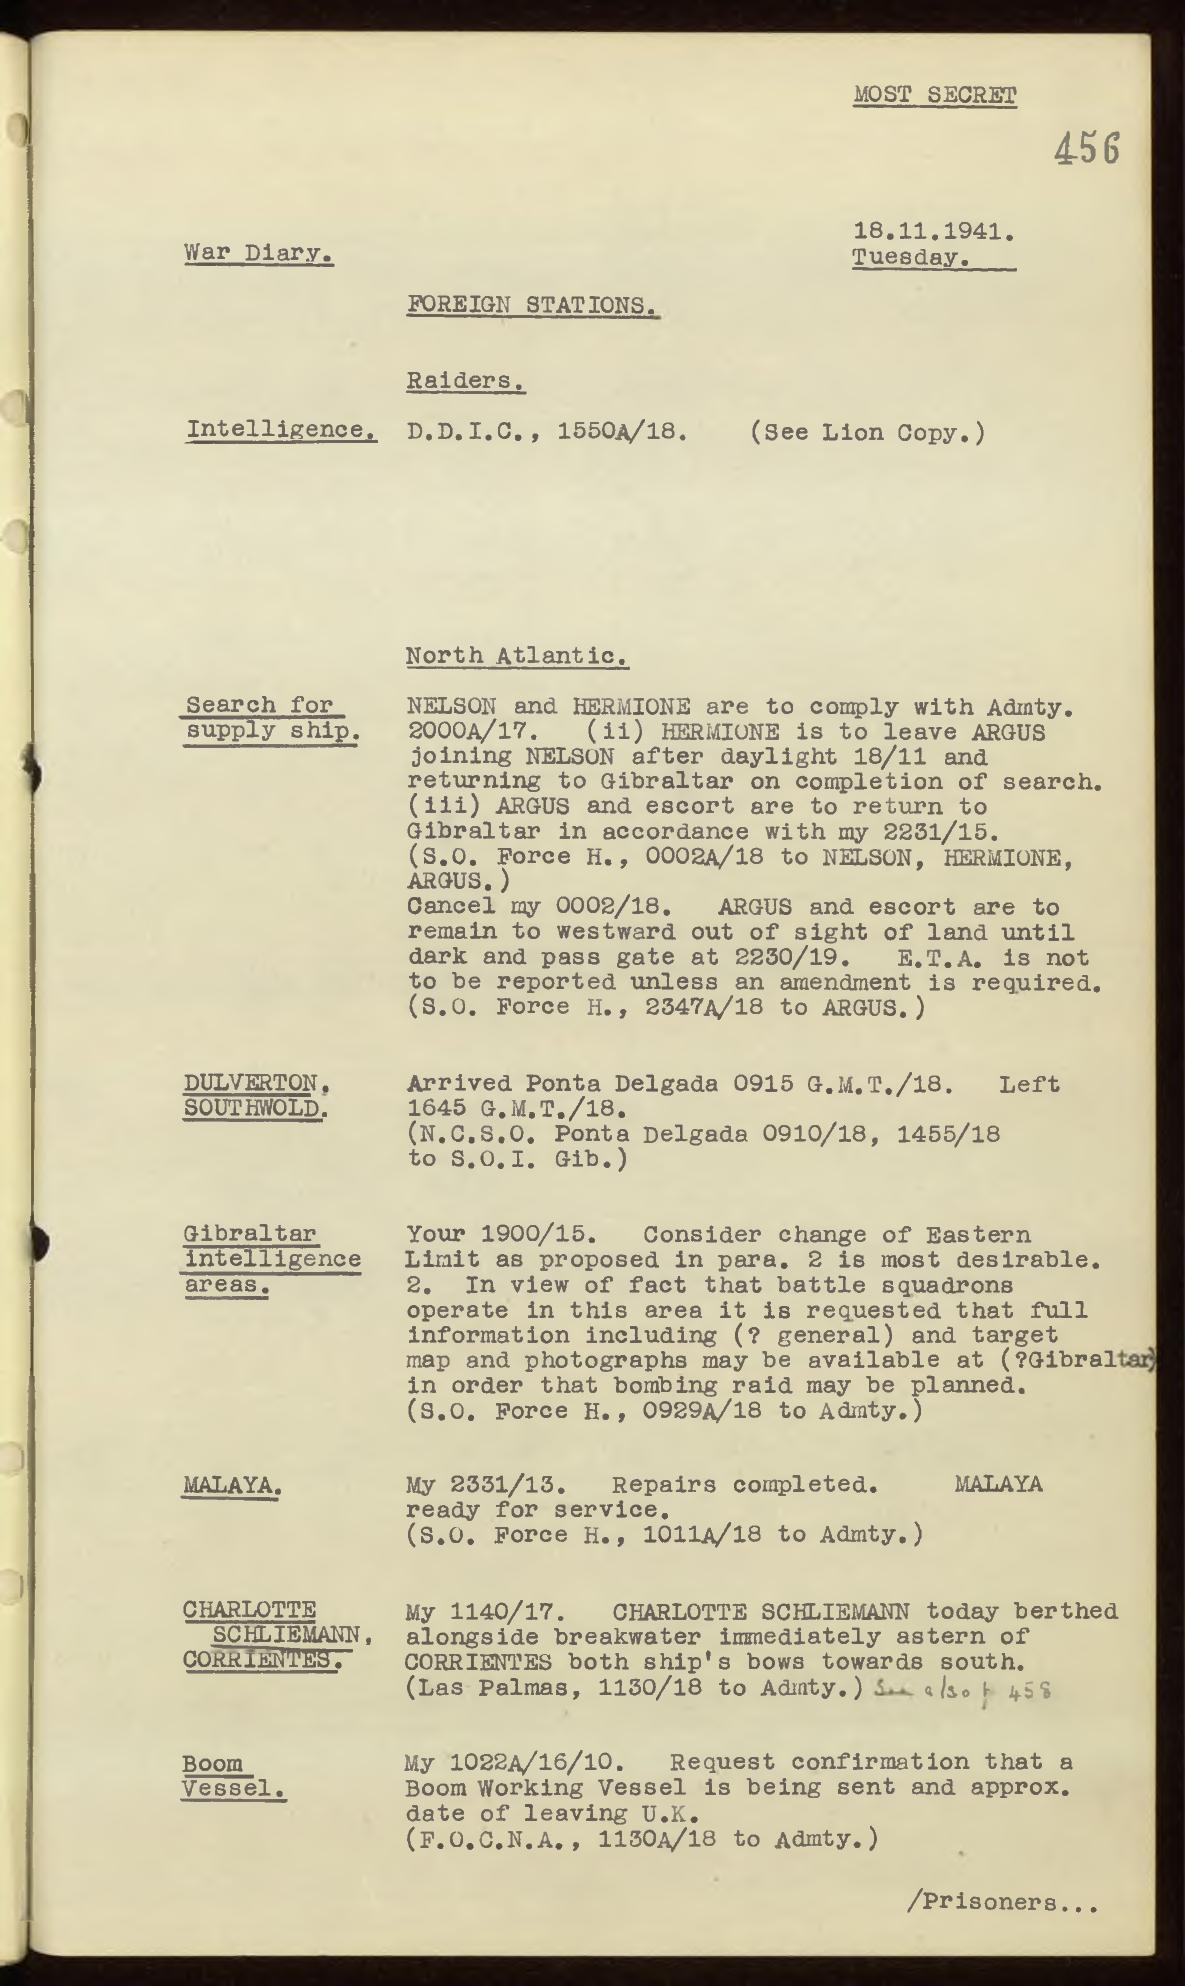 MOST SECRET
456
18.11.1941.
War Diary.
Tuesday.
FOREIGN STATIONS.
Raiders.
Intelligence. D.D.I.C., 1550A/18. (See Lion Copy.)
North Atlantic.
Search for supply ship.
NELSON and HERMIONE are to comply with Admty.
2000A/17. (ii) HERMIONE is to leave ARGUS
joining NELSON after daylight 18/11 and
returning to Gibraltar on completion of search.
(iii) ARGUS and escort are to return to
Gibraltar in accordance with my 2231/15.
(S.O. Force H., 0002A/18 to NELSON, HERMIONE,
ARGUS.)
Cancel my 0002/18. ARGUS and escort are to
remain to westward out of sight of land until
dark and pass gate at 2230/19. E.T.A. is not
to be reported unless an amendment is required.
(S.O. Force H., 2347A/18 to ARGUS.)
DULVERTON,
SOUTHWOLD.
Arrived Ponta Delgada 0915 G.M.T./18. Left
1645 G.M.T./18.
(N.C.S.O. Ponta Delgada 0910/18, 1455/18
to S.O.I. Gib.)
Gibraltar
intelligence
areas.
Your 1900/15. Consider change of Eastern
Limit as proposed in para. 2 is most desirable.
2. In view of fact that battle squadrons
operate in this area it is requested that full
information including (? general) and target
map and photographs may be available at (?Gibraltar)
in order that bombing raid may be planned.
(S.O. Force H., 0929A/18 to Admty.)
MALAYA.
My 2331/13. Repairs completed. MALAYA
ready for service.
(S.O. Force H., 1011A/18 to Admty.)
CHARLOTTE
SCHLIEMANN,
CORRIENTES.
My 1140/17. CHARLOTTE SCHLIEMANN today berthed
alongside breakwater immediately astern of
CORRIENTES both ship's bows towards south.
(Las Palmas, 1130/18 to Admty.) See also p 458
Boom
Vessel.
My 1022A/16/10. Request confirmation that a
Boom Working Vessel is being sent and approx.
date of leaving U.K.
(F.O.C.N.A., 1130A/18 to Admty.)
/Prisoners...